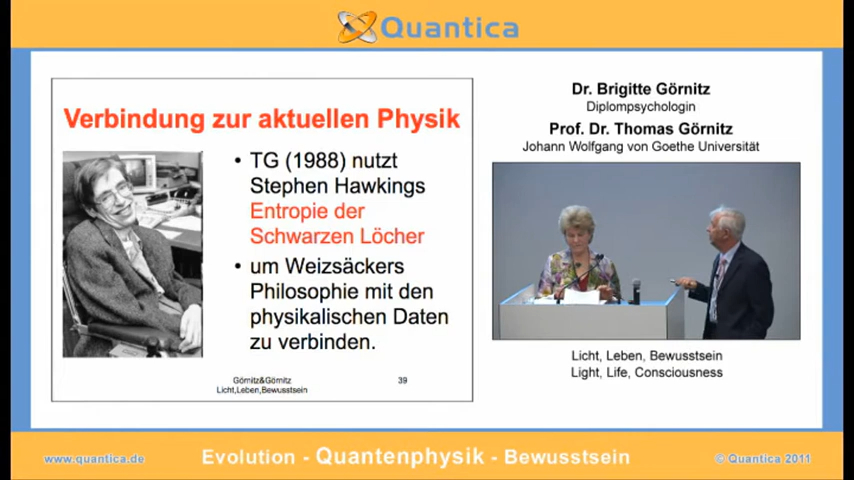 Quantica
Verbindung zur aktuellen Physik
• TG (1988) nutzt
Stephen Hawkings
Entropie der
Schwarzen Löcher
• um Weizsäckers
Philosophie mit den
physikalischen Daten
zu verbinden.
Görnitz&Görnitz
Licht,Leben,Bewusstsein
39
Dr. Brigitte Görnitz
Diplompsychologin
Prof. Dr. Thomas Görnitz
Johann Wolfgang von Goethe Universität
Licht, Leben, Bewusstsein
Light, Life, Consciousness
www.quantica.de
Evolution - Quantenphysik - Bewusstsein
© Quantica 2011